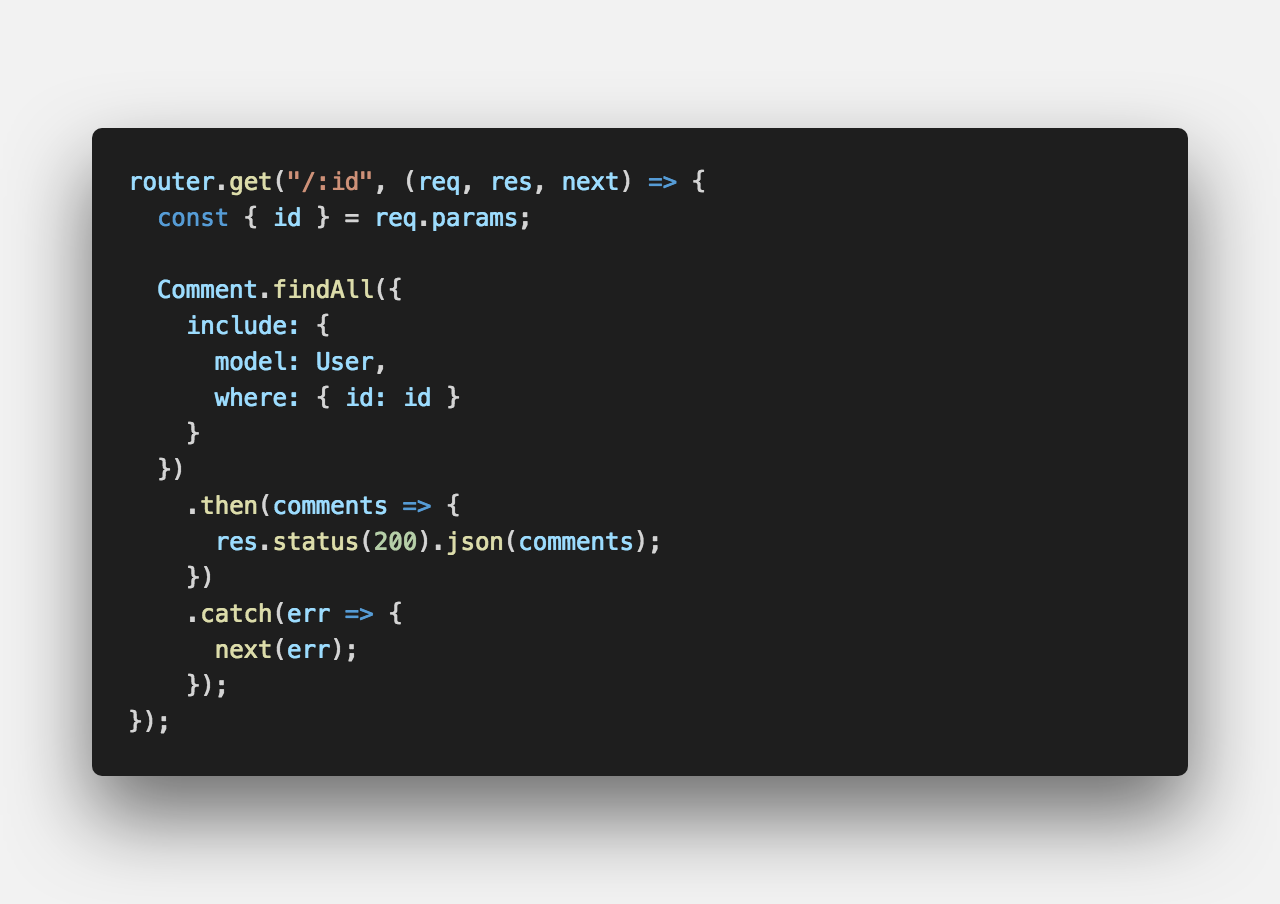 router.get("/:id", (req, res, next) => {
  const { id } = req.params;

  Comment.findAll({
    include: {
      model: User,
      where: { id: id }
    }
  })
    .then(comments => {
      res.status(200).json(comments);
    })
    .catch(err => {
      next(err);
    });
});